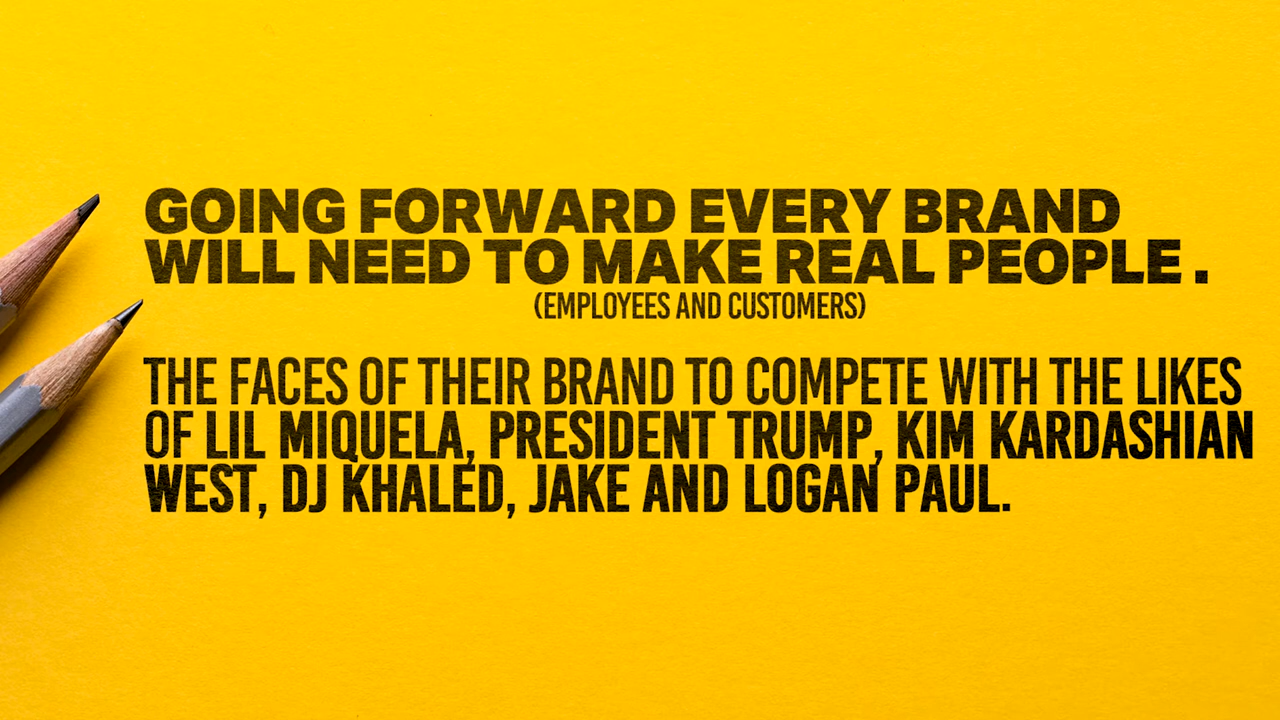 GOING FORWARD EVERY BRAND
WILL NEED TO MAKE REAL PEOPLE .
(EMPLOYEES AND CUSTOMERS)
THE FACES OF THEIR BRAND TO COMPETE WITH THE LIKES
OF LIL MIQUELA, PRESIDENT TRUMP, KIM KARDASHIAN
WEST, DJ KHALED, JAKE AND LOGAN PAUL.